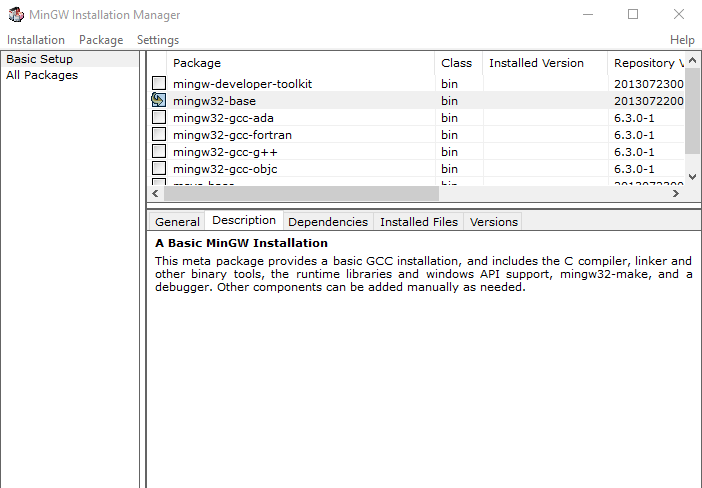 MinGW Installation Manager
Installation Package Settings Help
Basic Setup
All Packages
Package Class Installed Version Repository V
mingw-developer-toolkit bin 2013072300
mingw32-base bin 2013072200
mingw32-gcc-ada bin 6.3.0-1
mingw32-gcc-fortran bin 6.3.0-1
mingw32-gcc-g++ bin 6.3.0-1
mingw32-gcc-objc bin 6.3.0-1
General Description Dependencies Installed Files Versions
A Basic MinGW Installation
This meta package provides a basic GCC installation, and includes the C compiler, linker and
other binary tools, the runtime libraries and windows API support, mingw32-make, and a
debugger. Other components can be added manually as needed.